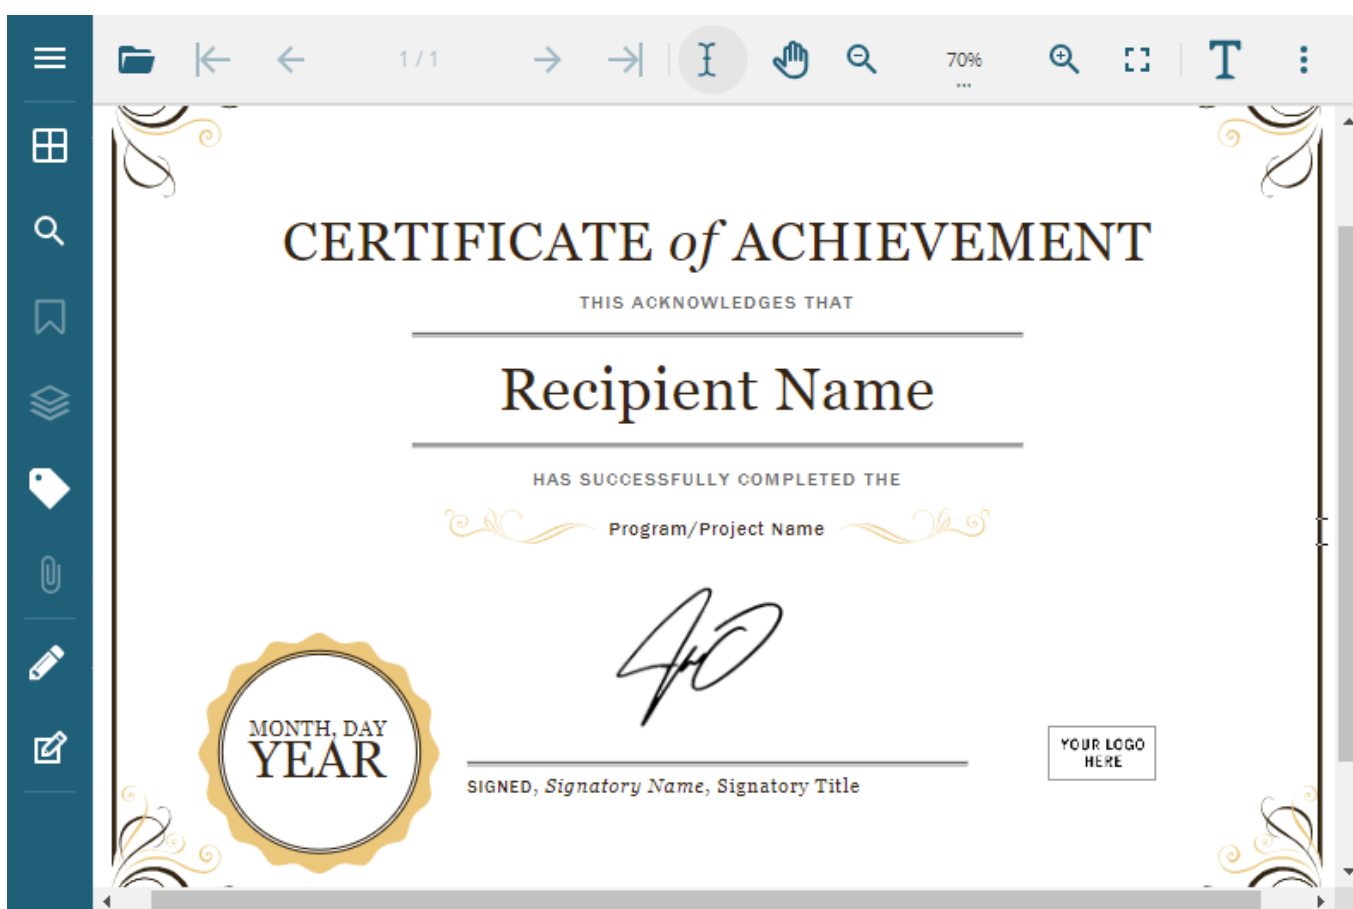 1 / 1
70%
T
CERTIFICATE of ACHIEVEMENT
THIS ACKNOWLEDGES THAT
Recipient Name
HAS SUCCESSFULLY COMPLETED THE
Program/Project Name
MONTH, DAY
YEAR
SIGNED, Signatory Name, Signatory Title
YOUR LOGO
HERE